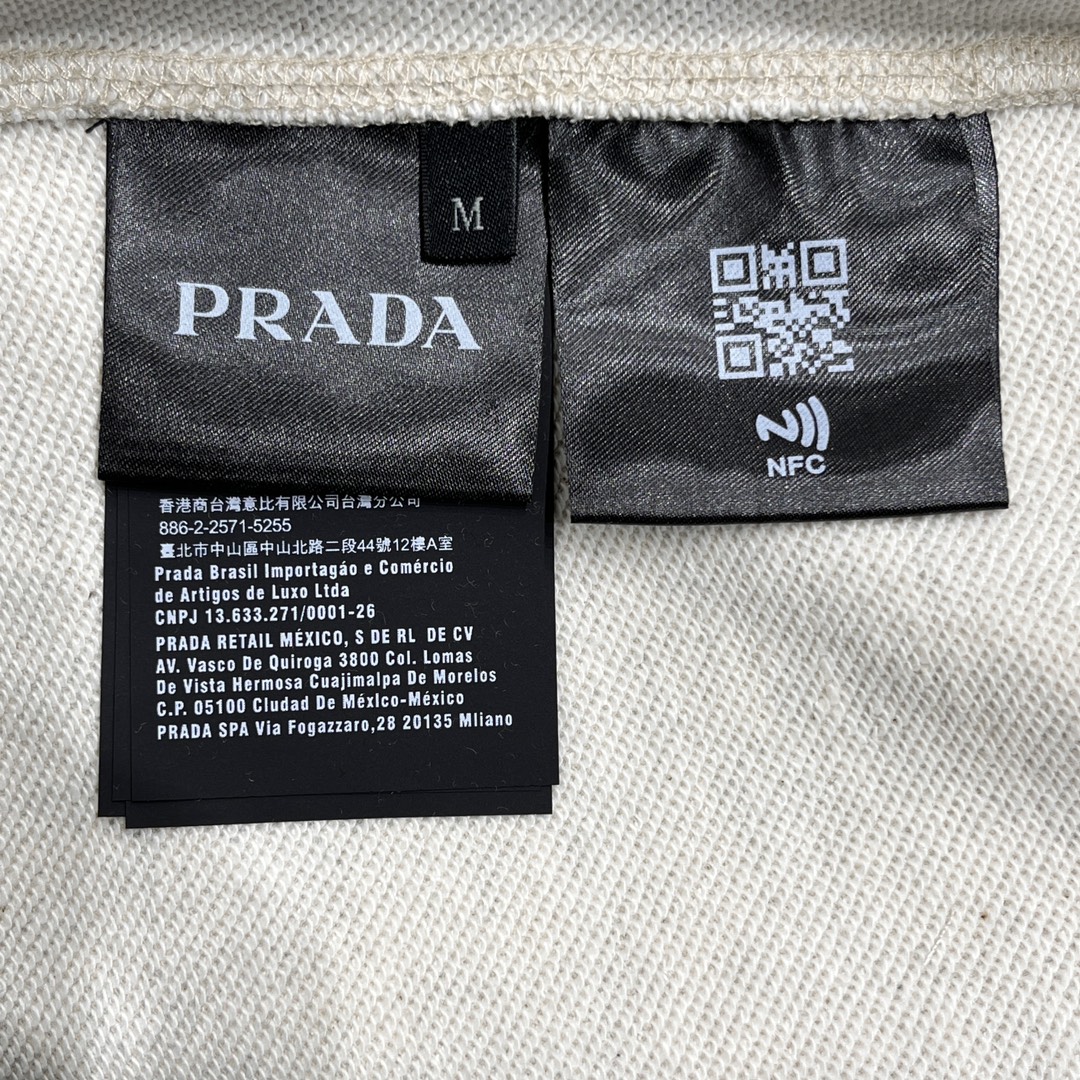 M
PRADA
NFC
香港商台灣意比有限公司台灣分公司
886-2-2571-5255
臺北市中山區中山北路二段44號12樓A室
Prada Brasil Importagáo e Comércio
de Artigos de Luxo Ltda
CNPJ 13.633.271/0001-26
PRADA RETAIL MÉXICO, S DE RL DE CV
AV. Vasco De Quiroga 3800 Col. Lomas
De Vista Hermosa Cuajimalpa De Morelos
C.P. 05100 Cludad De Méxlco-México
PRADA SPA Via Fogazzaro,28 20135 Mliano